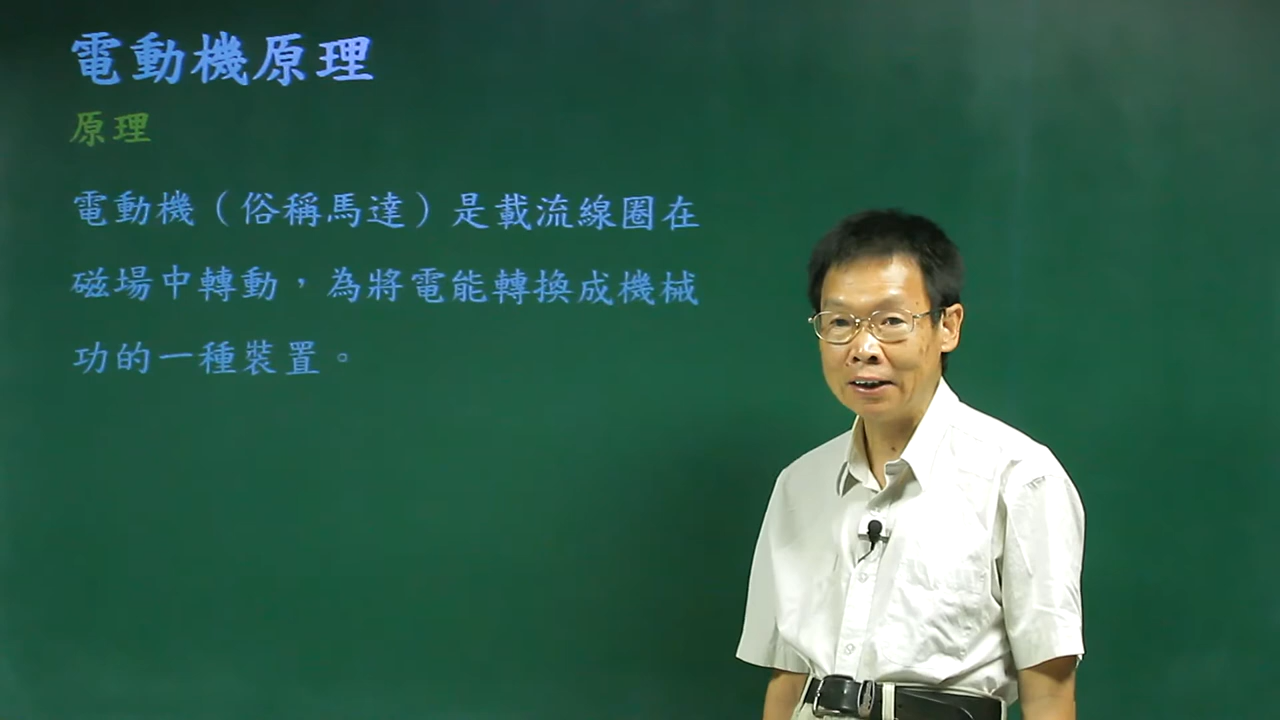 電動機原理
原理
電動機（俗稱馬達）是載流線圈在
磁場中轉動，為將電能轉換成機械
功的一種裝置。